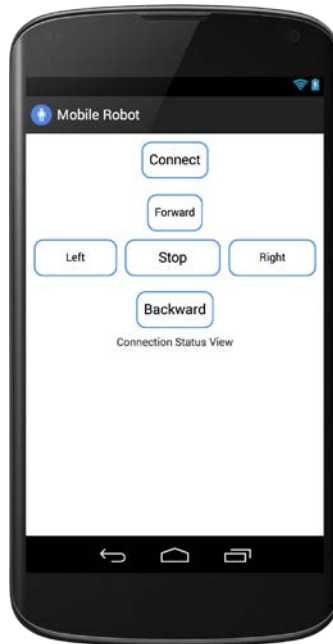 Mobile Robot
Connect
Forward
Left Stop Right
Backward
Connection Status View